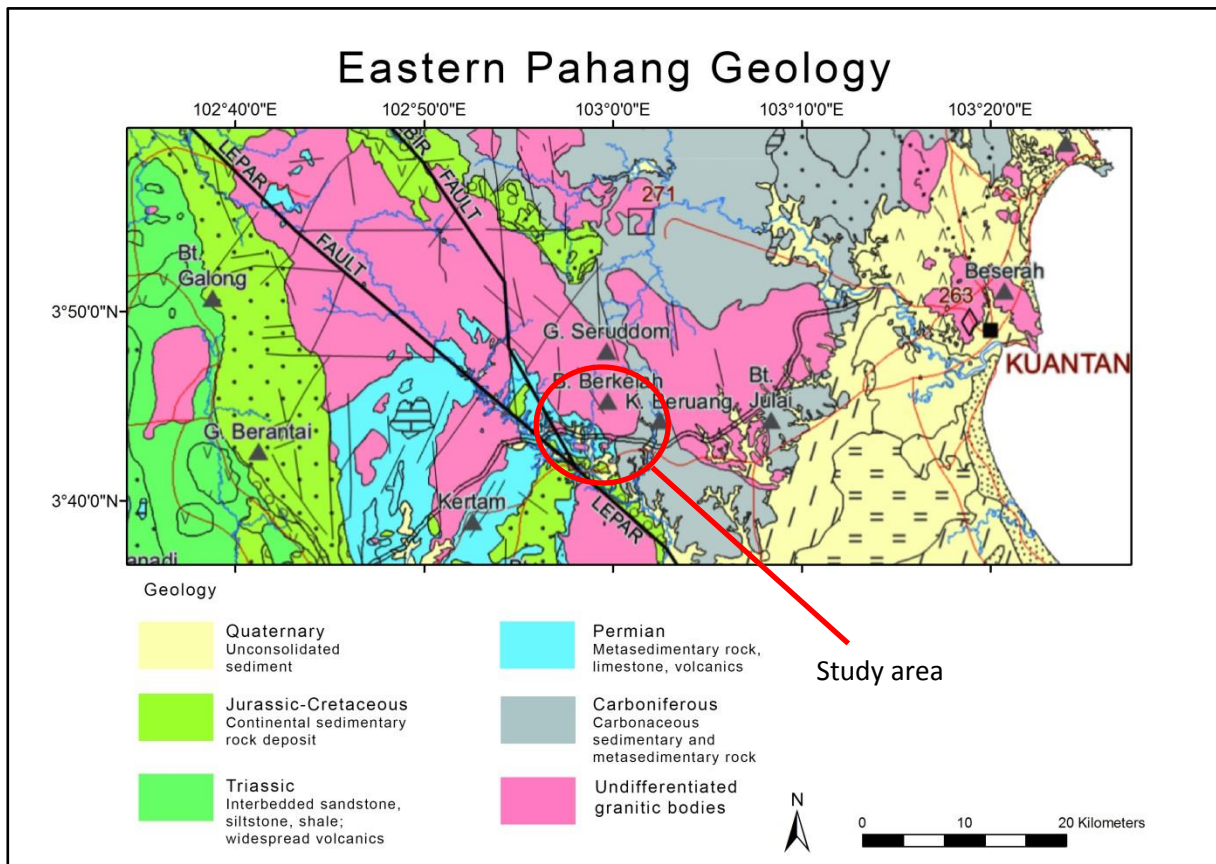 Eastern Pahang Geology
102°40'0"E 102°50'0"E 103°0'0"E 103°10'0"E 103°20'0"E
LEPAR
FAULT
EBIR
FAULT
271
Bt.
Galong
3°50'0"N
G. Seruddom
Beserah
263
KUANTAN
B. Berkelah
K. Beruang
Bt.
Julai
G. Berantai
Kertam
LEPAR
3°40'0"N
anadi
Geology
Quaternary
Unconsolidated
sediment
Jurassic-Cretaceous
Continental sedimentary
rock deposit
Triassic
Interbedded sandstone,
siltstone, shale;
widespread volcanics
Permian
Metasedimentary rock,
limestone, volcanics
Carboniferous
Carbonaceous
sedimentary and
metasedimentary rock
Undifferentiated
granitic bodies
Study area
N
0 10 20 Kilometers